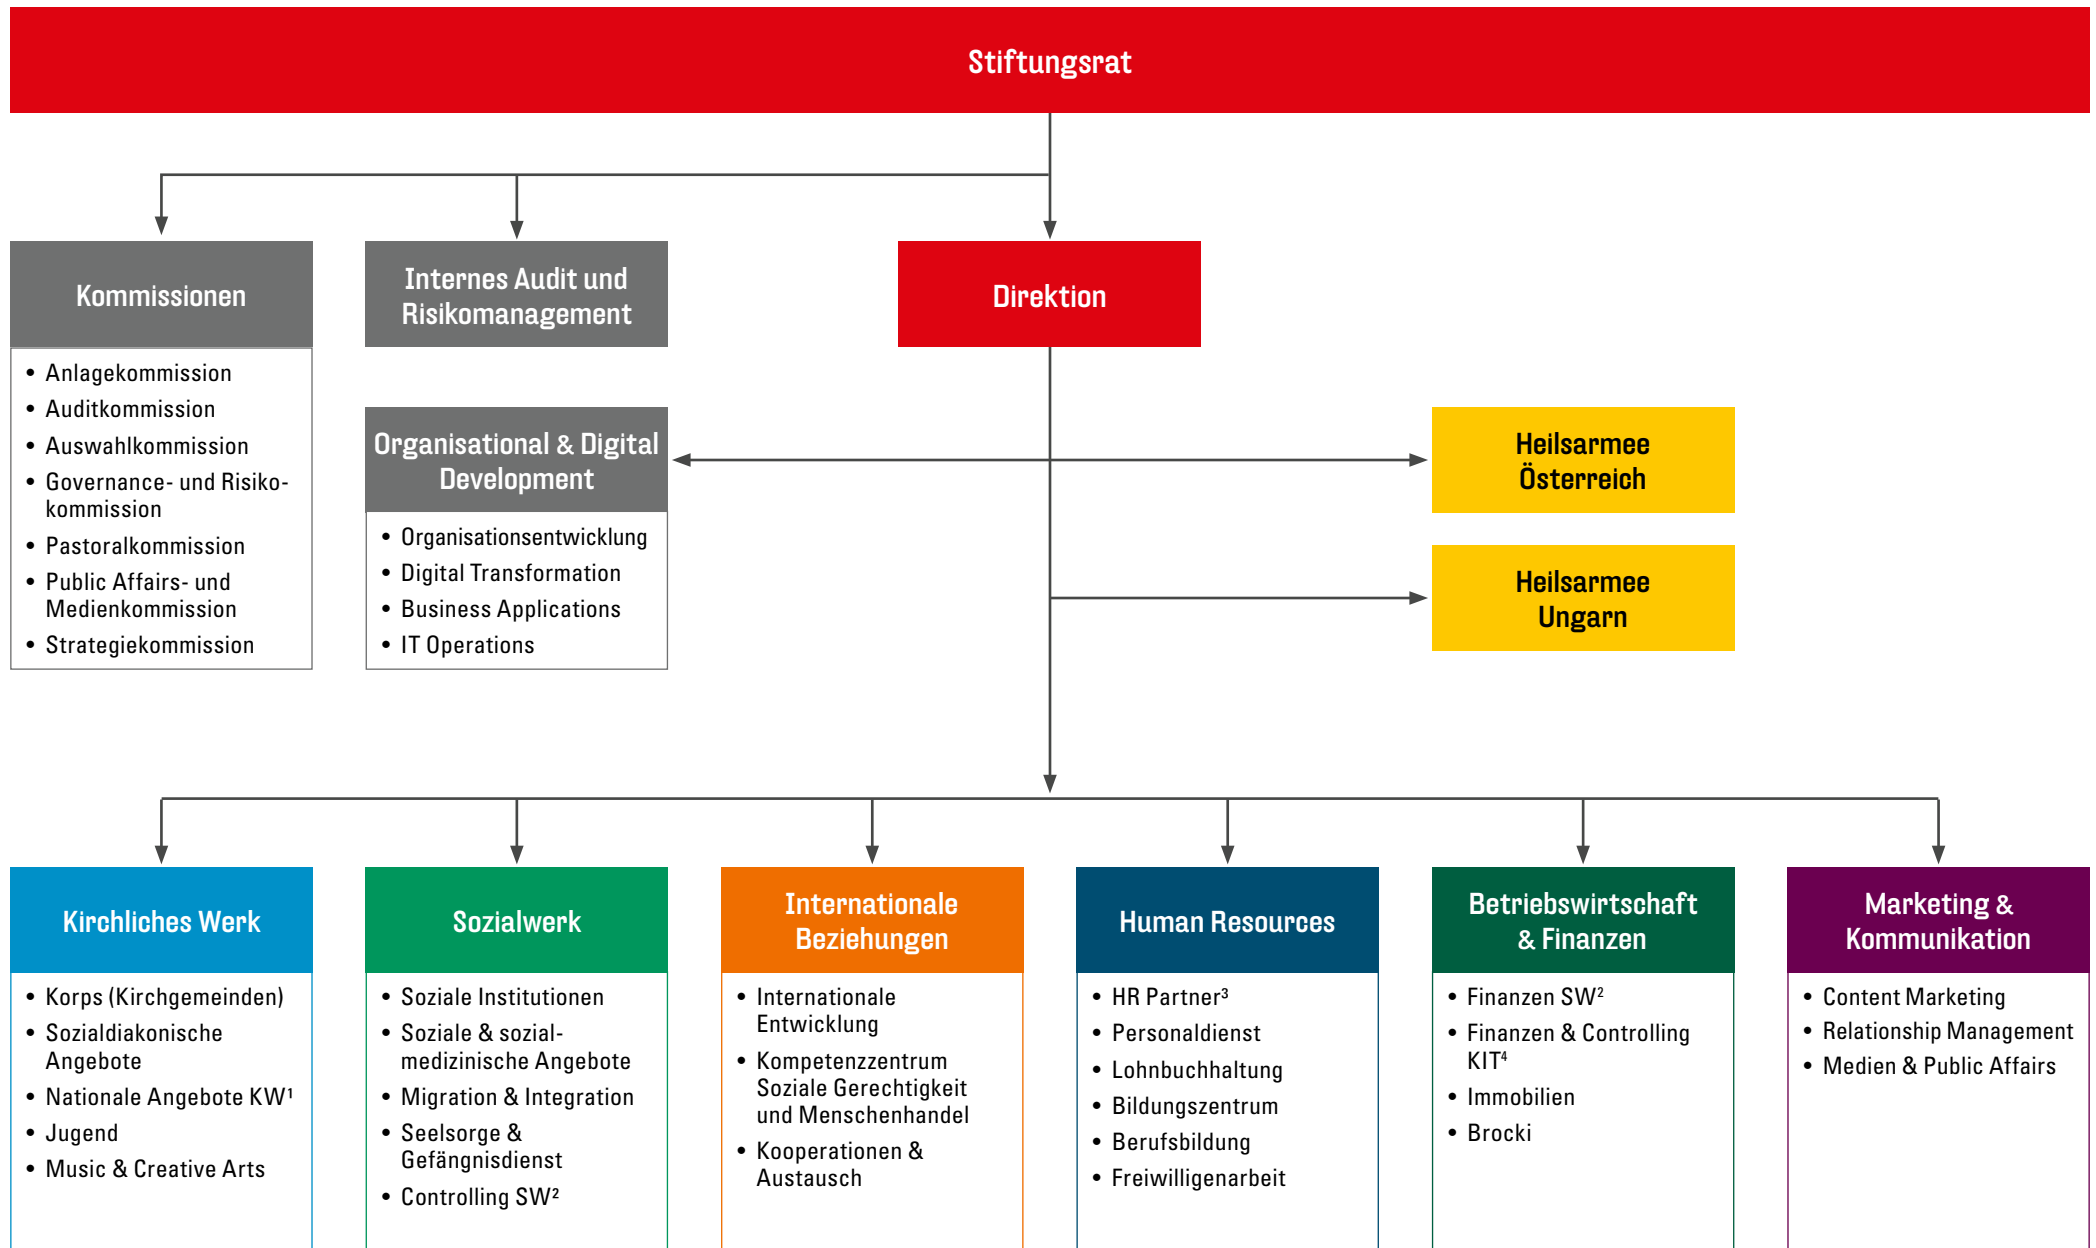 Stiftungsrat
Kommissionen
• Anlagekommission
• Auditkommission
• Auswahlkommission
• Governance- und Risiko-
kommission
• Pastoralkommission
• Public Affairs- und
Medienkommission
• Strategiekommission
Internes Audit und
Risikomanagement
Direktion
Organisational & Digital
Development
• Organisationsentwicklung
• Digital Transformation
• Business Applications
• IT Operations
Heilsarmee
Österreich
Heilsarmee
Ungarn
Kirchliches Werk
• Korps (Kirchgemeinden)
• Sozialdiakonische
Angebote
• Nationale Angebote KW¹
• Jugend
• Music & Creative Arts
Sozialwerk
• Soziale Institutionen
• Soziale & sozial-
medizinische Angebote
• Migration & Integration
• Seelsorge &
Gefängnisdienst
• Controlling SW²
Internationale
Beziehungen
• Internationale
Entwicklung
• Kompetenzzentrum
Soziale Gerechtigkeit
und Menschenhandel
• Kooperationen &
Austausch
Human Resources
• HR Partner³
• Personaldienst
• Lohnbuchhaltung
• Bildungszentrum
• Berufsbildung
• Freiwilligenarbeit
Betriebswirtschaft
& Finanzen
• Finanzen SW²
• Finanzen & Controlling
KIT⁴
• Immobilien
• Brocki
Marketing &
Kommunikation
• Content Marketing
• Relationship Management
• Medien & Public Affairs